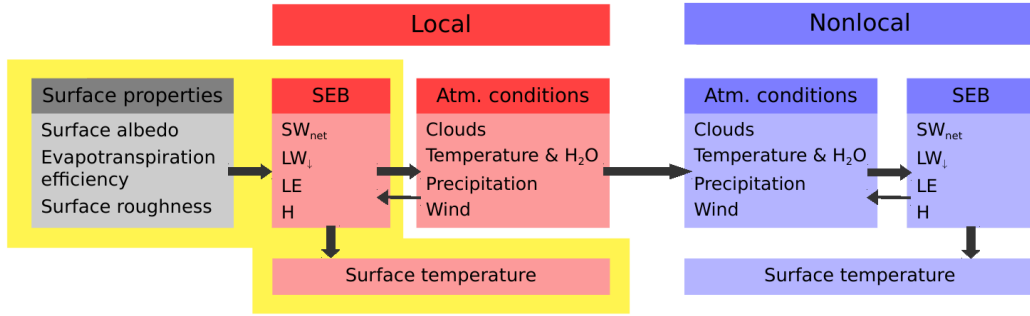 Local
Nonlocal
Surface properties
Surface albedo
Evapotranspiration
efficiency
Surface roughness
SEB
SWnet
LW↓
LE
H
Atm. conditions
Clouds
Temperature & H2O
Precipitation
Wind
Surface temperature
Atm. conditions
Clouds
Temperature & H2O
Precipitation
Wind
SEB
SWnet
LW↓
LE
H
Surface temperature